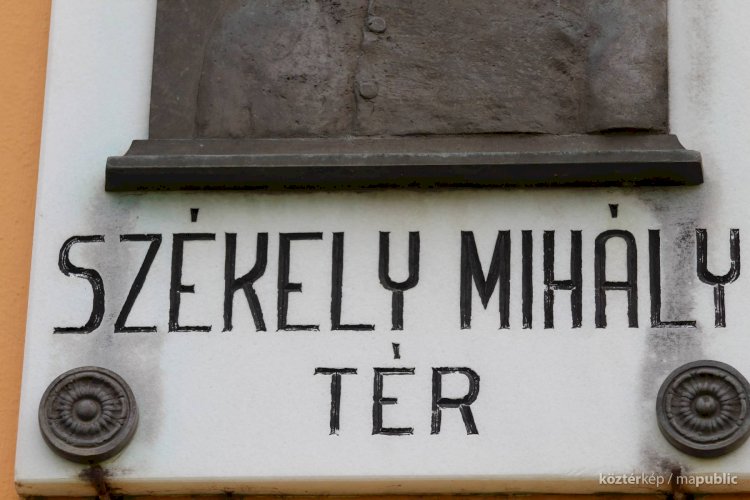 SZÉKELY MIHÁLY
TÉR
köztérkép / mapublic